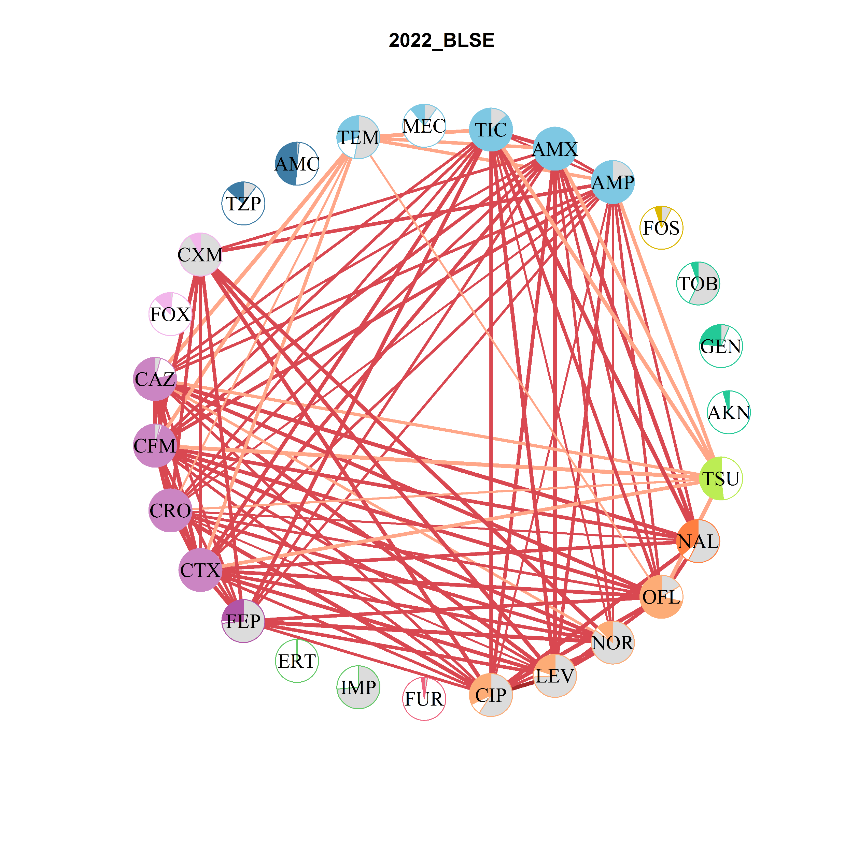 2022_BLSE
TEM
MEC
TIC
AMX
AMP
AMC
TZP
FOS
CXM
TOB
FOX
GEN
CAZ
AKN
CFM
TSU
CRO
NAL
CTX
OFL
FEP
NOR
ERT
LEV
IMP
FUR
CIP